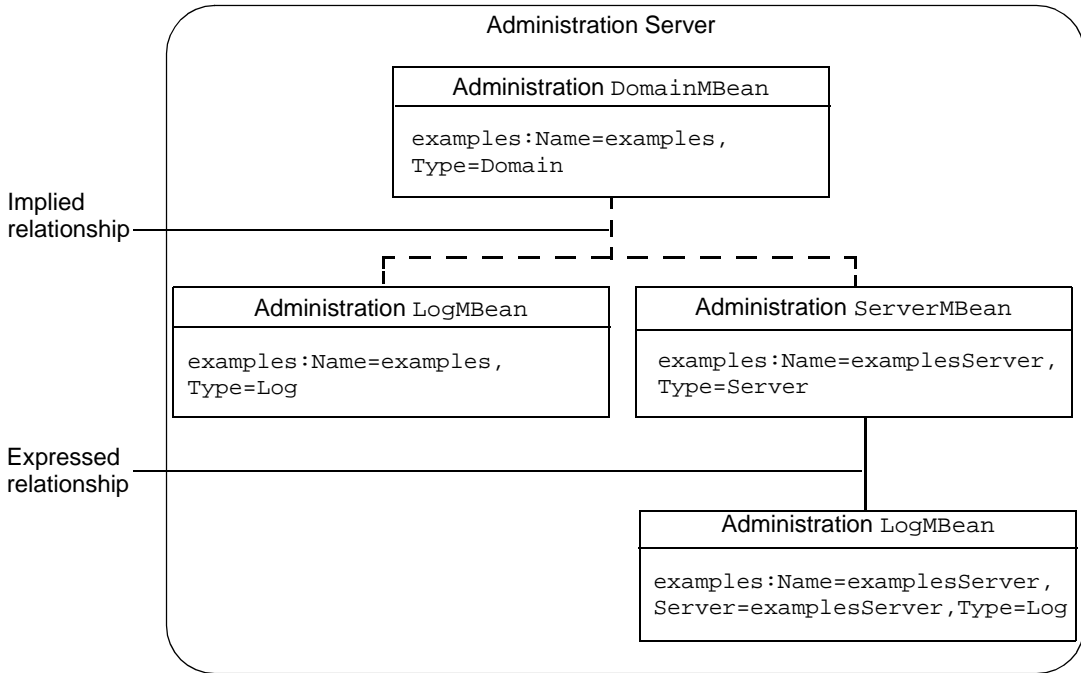 Administration Server
Administration DomainMBean
examples:Name=examples,
Type=Domain
Implied
relationship
Administration LogMBean
examples:Name=examples,
Type=Log
Administration ServerMBean
examples:Name=examplesServer,
Type=Server
Expressed
relationship
Administration LogMBean
examples:Name=examplesServer,
Server=examplesServer,Type=Log